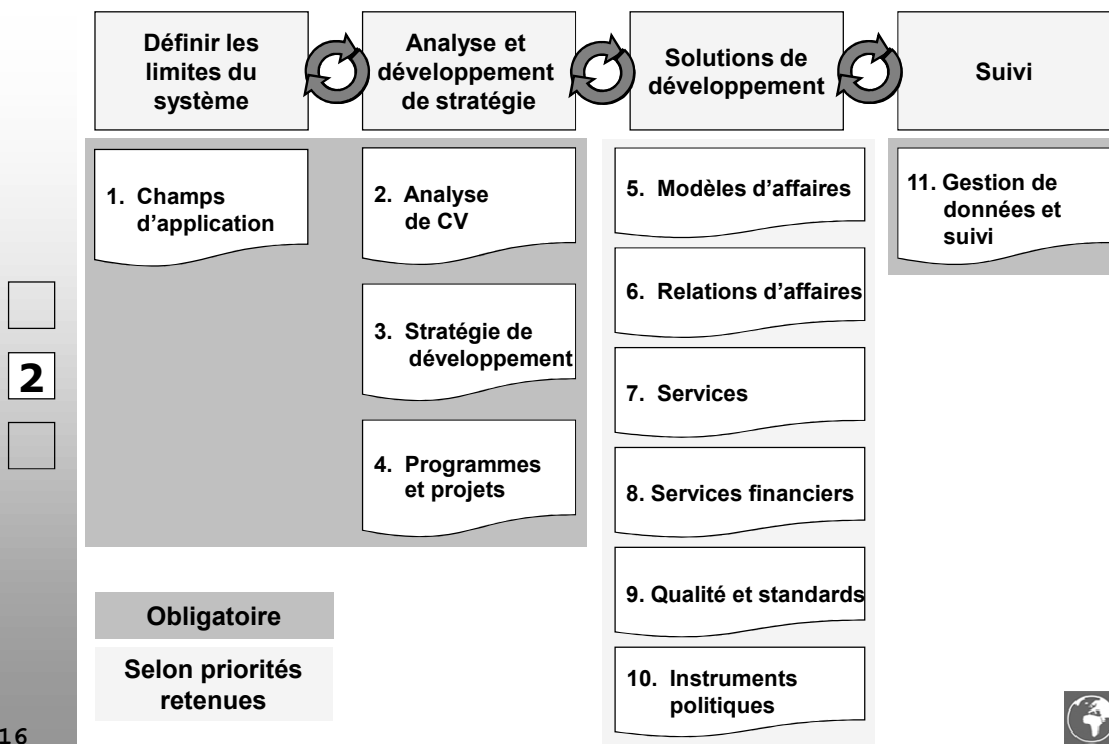 Définir les
limites du
système
Analyse et
développement
de stratégie
Solutions de
développement
Suivi
1. Champs
d’application
2. Analyse
de CV
3. Stratégie de
développement
4. Programmes
et projets
5. Modèles d’affaires
6. Relations d’affaires
7. Services
8. Services financiers
9. Qualité et standards
10. Instruments
politiques
11. Gestion de
données et
suivi
2
Obligatoire
Selon priorités
retenues
16